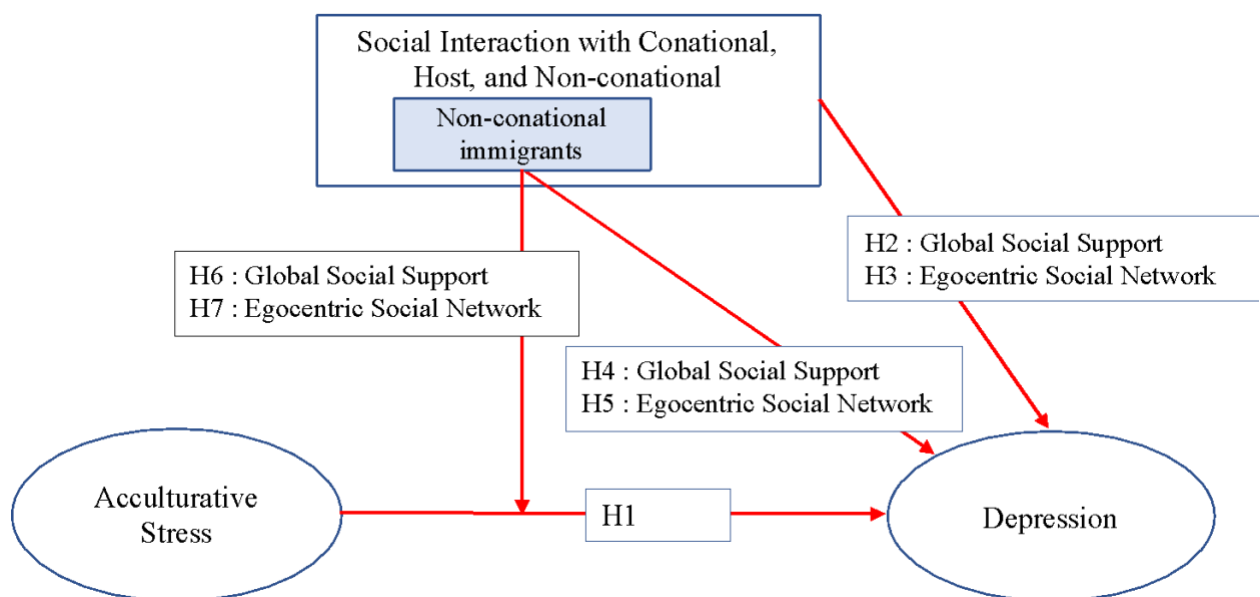 Social Interaction with Conational,
Host, and Non-conational
Non-conational
immigrants
H2 : Global Social Support
H3 : Egocentric Social Network
H6 : Global Social Support
H7 : Egocentric Social Network
H4 : Global Social Support
H5 : Egocentric Social Network
Acculturative
Stress
H1
Depression